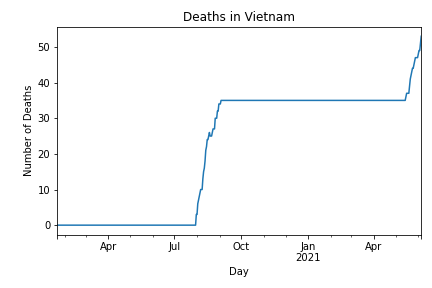 Deaths in Vietnam
Number of Deaths
50
40
30
20
10
0
Apr
Jul
Oct
Jan
2021
Apr
Day